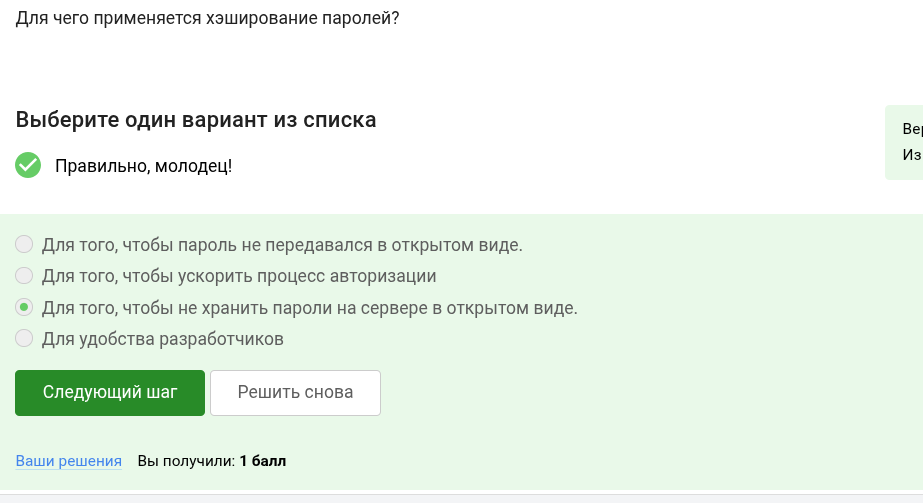 Для чего применяется хэширование паролей?
Выберите один вариант из списка
Правильно, молодец!
Из
Для того, чтобы пароль не передавался в открытом виде.
Для того, чтобы ускорить процесс авторизации
Для того, чтобы не хранить пароли на сервере в открытом виде.
Для удобства разработчиков
Следующий шаг
Решить снова
Ваши решения Вы получили: 1 балл